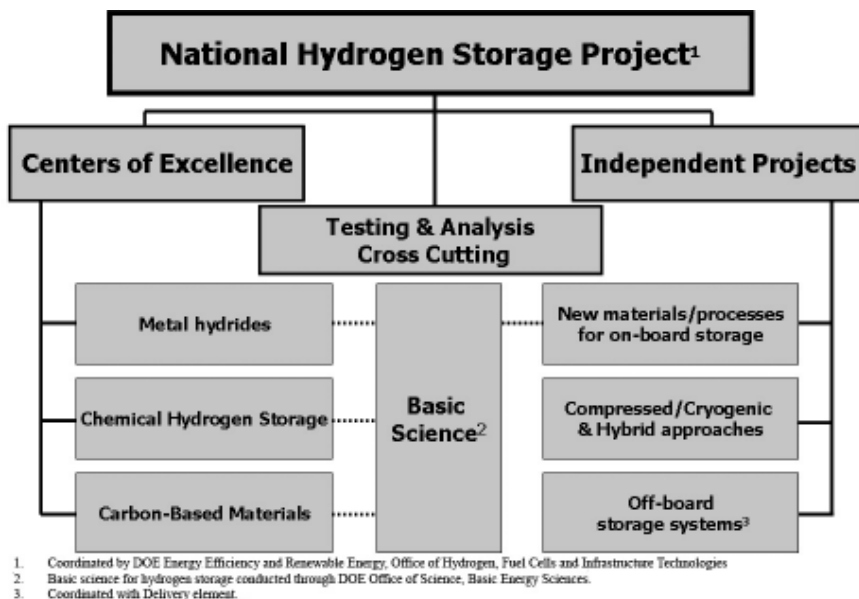 National Hydrogen Storage Project¹
Centers of Excellence
Independent Projects
Testing & Analysis
Cross Cutting
Metal hydrides
Chemical Hydrogen Storage
Carbon-Based Materials
Basic
Science²
New materials/processes
for on-board storage
Compressed/Cryogenic
& Hybrid approaches
Off-board
storage systems³
1. Coordinated by DOE Energy Efficiency and Renewable Energy, Office of Hydrogen, Fuel Cells and Infrastructure Technologies
2. Basic science for hydrogen storage conducted through DOE Office of Science, Basic Energy Sciences.
3. Coordinated with Delivery element.